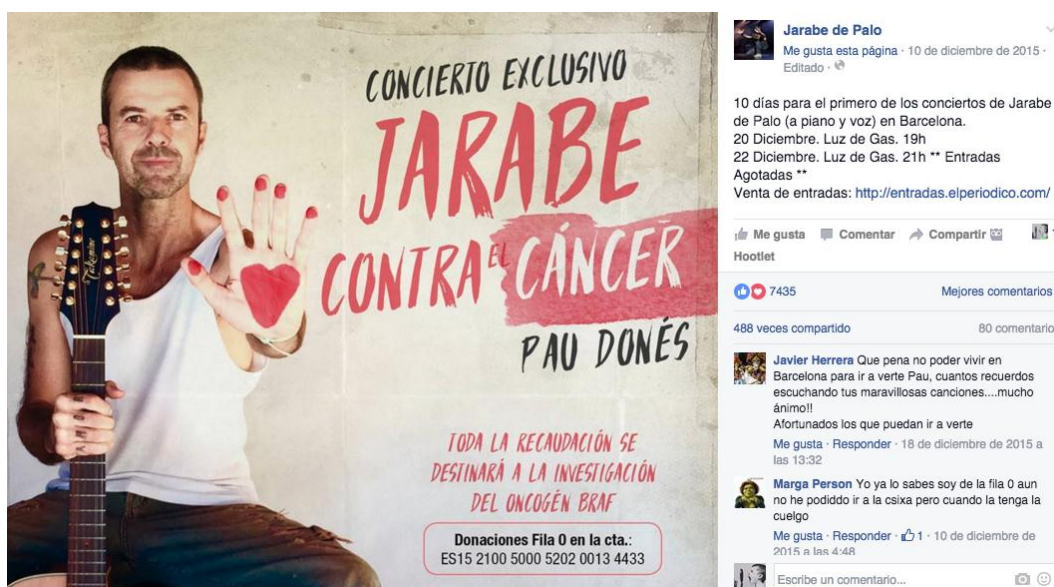 CONCIERTO EXCLUSIVO
JARABE
CONTRA EL CÁNCER
PAU DONÉS
TODA LA RECAUDACIÓN SE
DESTINARÁ A LA INVESTIGACIÓN
DEL ONCOGÉN BRAF
Donaciones Fila 0 en la cta.:
ES15 2100 5000 5202 0013 4433
Takamine
Jarabe de Palo
Me gusta esta página · 10 de diciembre de 2015 ·
Editado ·
10 días para el primero de los conciertos de Jarabe
de Palo (a piano y voz) en Barcelona.
20 Diciembre. Luz de Gas. 19h
22 Diciembre. Luz de Gas. 21h ** Entradas
Agotadas **
Venta de entradas: http://entradas.elperiodico.com/
Me gusta Comentar Compartir
Hootlet
7435 Mejores comentarios
488 veces compartido 80 comentario
Javier Herrera Que pena no poder vivir en
Barcelona para ir a verte Pau, cuantos recuerdos
escuchando tus maravillosas canciones....mucho
ánimo!!
Afortunados los que puedan ir a verte
Me gusta · Responder · 18 de diciembre de 2015 a
las 13:32
Marga Person Yo ya lo sabes soy de la fila 0 aun
no he podiddo ir a la csixa pero cuando la tenga la
cuelgo
Me gusta · Responder · 1 · 10 de diciembre de
2015 a las 4:48
Escribe un comentario...